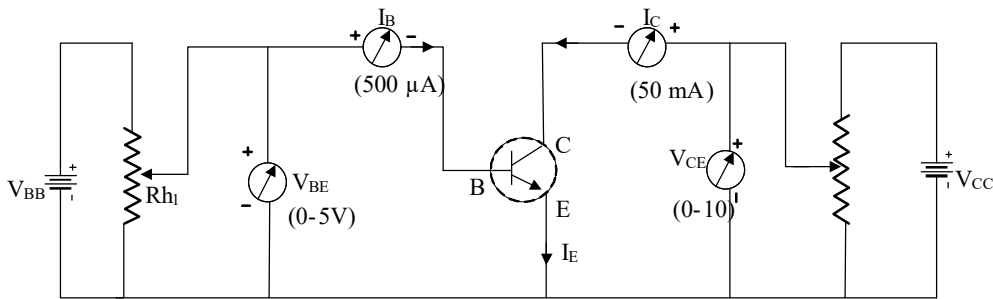 I_B
I_C
+ −
− +
(500 µA)
(50 mA)
+
V_BB
-
Rh_1
+
V_BE
−
(0-5V)
B
C
E
I_E
+
V_CE
-
(0-10)
+
V_CC
-